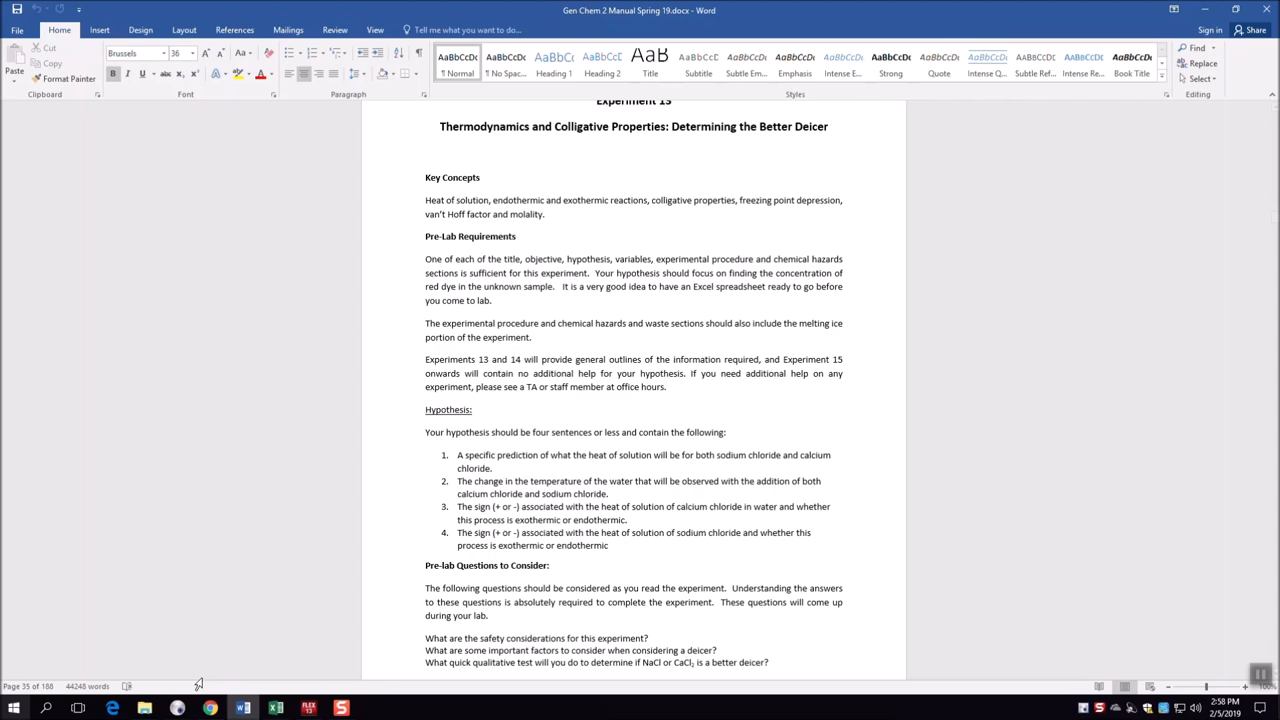 Gen Chem 2 Manual Spring 19.docx - Word
File Home Insert Design Layout References Mailings Review View Tell me what you want to do... Sign in Share
Paste Cut Copy Format Painter Clipboard
Brussels 36 Font
Paragraph
AaBbCcDc AaBbCcDc AaBbCc AaBbCcD AaB AaBbCcD AaBbCcDc AaBbCcDc AaBbCcDc AaBbCcDc AaBbCcDc AaBbCcDc AaBbCcDc AaBbCcDc AaBbCcDc
¶ Normal ¶ No Spac... Heading 1 Heading 2 Title Subtitle Subtle Em... Emphasis Intense E... Strong Quote Intense Q... Subtle Ref... Intense Re... Book Title
Styles
Find Replace Select Editing
Experiment 13
Thermodynamics and Colligative Properties: Determining the Better Deicer
Key Concepts
Heat of solution, endothermic and exothermic reactions, colligative properties, freezing point depression,
van’t Hoff factor and molality.
Pre-Lab Requirements
One of each of the title, objective, hypothesis, variables, experimental procedure and chemical hazards
sections is sufficient for this experiment. Your hypothesis should focus on finding the concentration of
red dye in the unknown sample. It is a very good idea to have an Excel spreadsheet ready to go before
you come to lab.
The experimental procedure and chemical hazards and waste sections should also include the melting ice
portion of the experiment.
Experiments 13 and 14 will provide general outlines of the information required, and Experiment 15
onwards will contain no additional help for your hypothesis. If you need additional help on any
experiment, please see a TA or staff member at office hours.
Hypothesis:
Your hypothesis should be four sentences or less and contain the following:
1. A specific prediction of what the heat of solution will be for both sodium chloride and calcium
chloride.
2. The change in the temperature of the water that will be observed with the addition of both
calcium chloride and sodium chloride.
3. The sign (+ or -) associated with the heat of solution of calcium chloride in water and whether
this process is exothermic or endothermic.
4. The sign (+ or -) associated with the heat of solution of sodium chloride and whether this
process is exothermic or endothermic
Pre-lab Questions to Consider:
The following questions should be considered as you read the experiment. Understanding the answers
to these questions is absolutely required to complete the experiment. These questions will come up
during your lab.
What are the safety considerations for this experiment?
What are some important factors to consider when considering a deicer?
What quick qualitative test will you do to determine if NaCl or CaCl₂ is a better deicer?
Page 35 of 188 44248 words 100%
FLEX 13
2:58 PM
2/5/2019